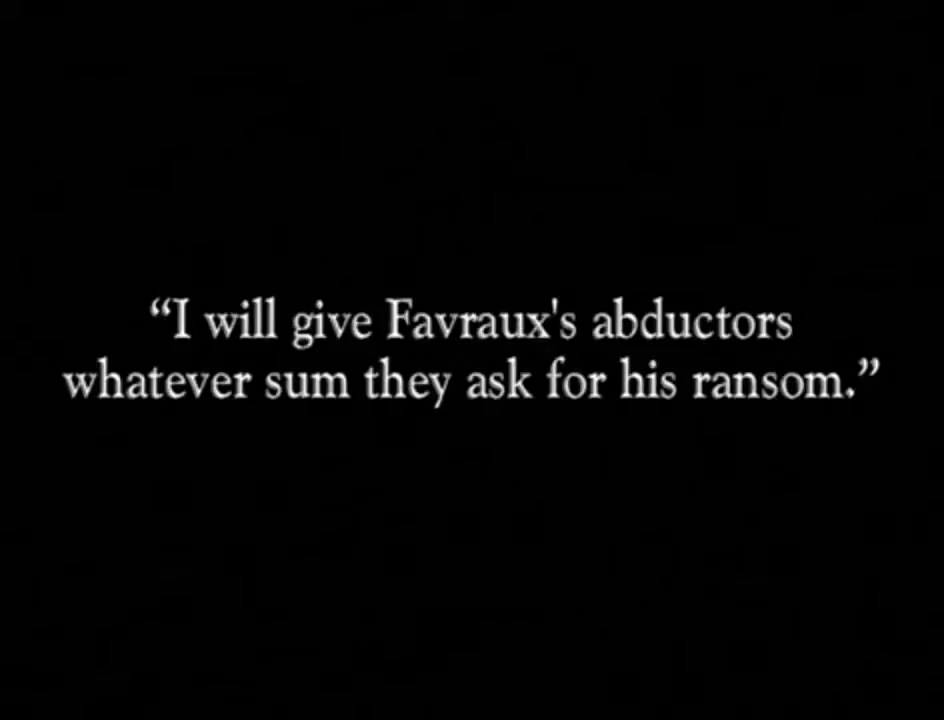 “I will give Favraux's abductors
whatever sum they ask for his ransom.”